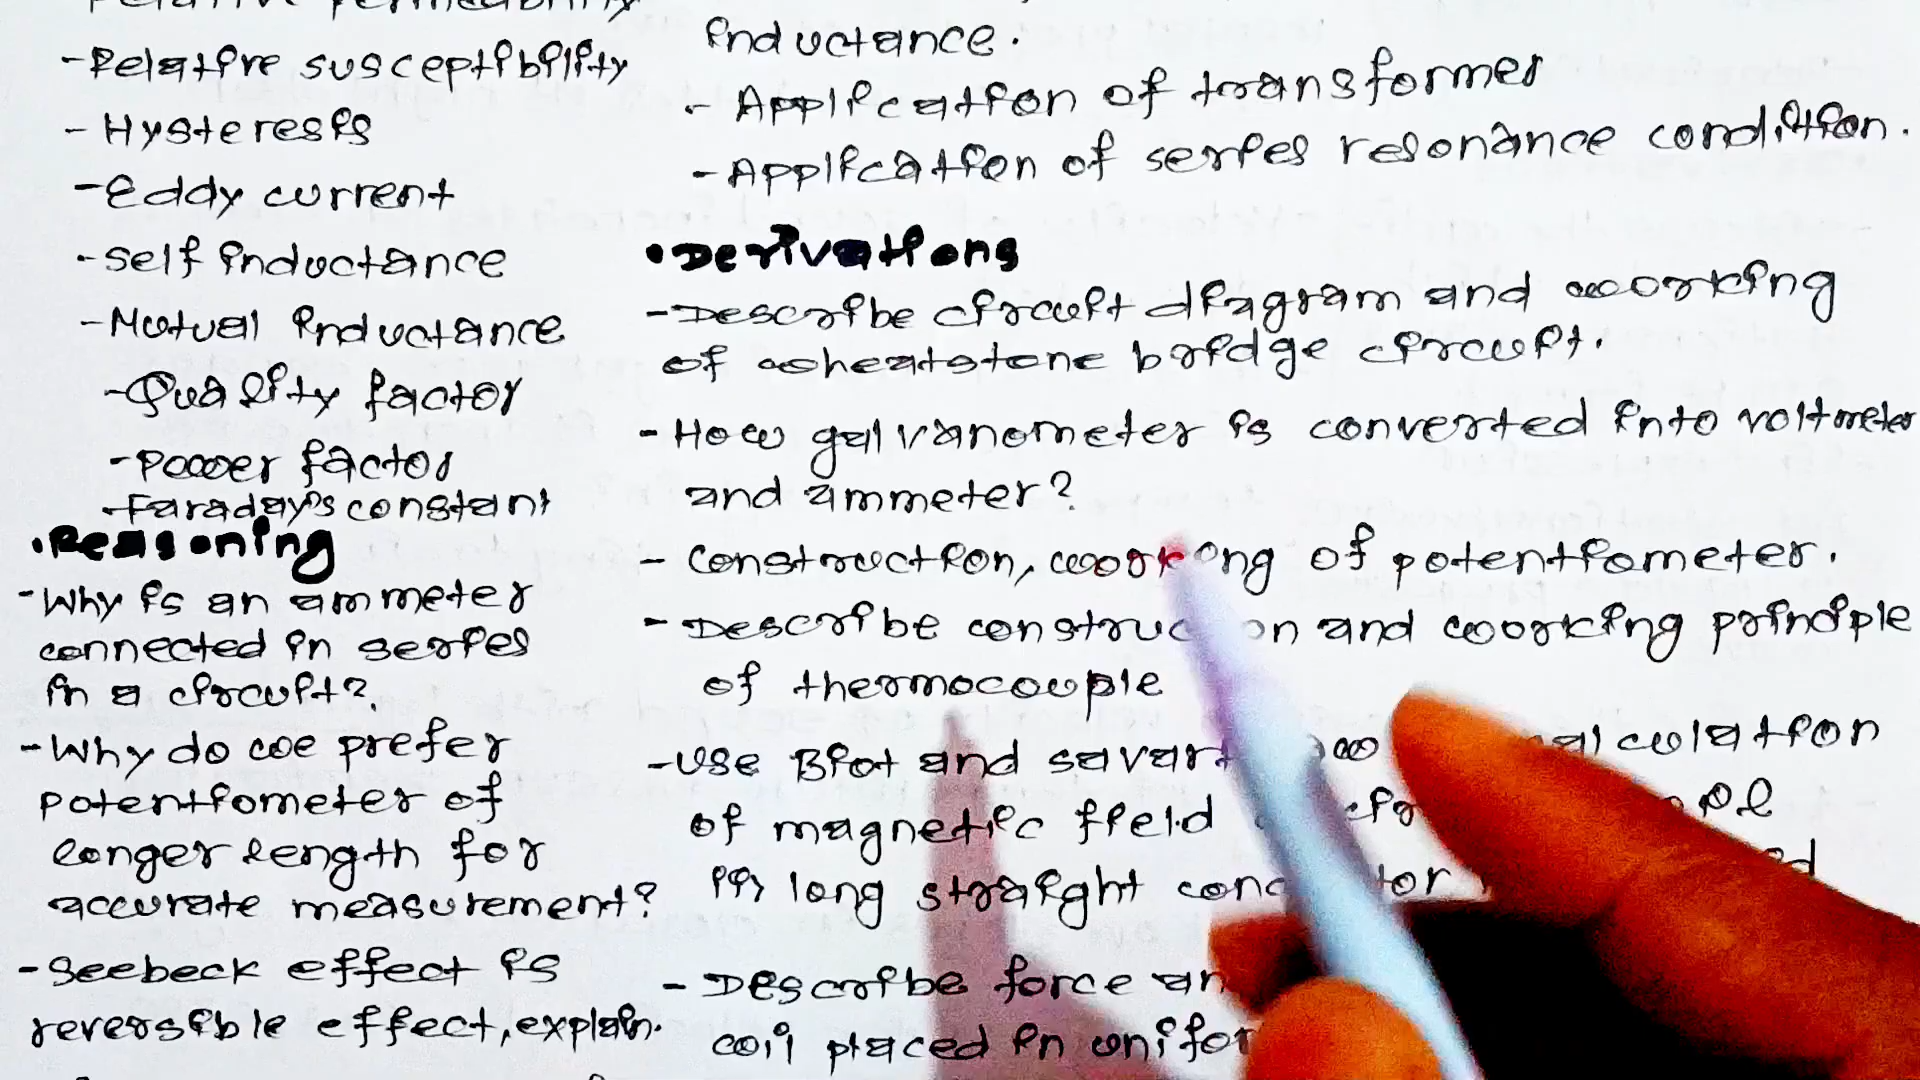 - Relative susceptibility
- Hysteresis
- Eddy current
- Self inductance
- Mutual inductance
- Quality factor
- power factor
- Faraday's constant
• Reasoning
- Why is an ammeter
connected in series
in a circuit?
- Why do we prefer
potentiometer of
longer length for
accurate measurement?
- Seebeck effect is
reversible effect, explain.
inductance.
- Application of transformer
- Application of series resonance condition.
• Derivations
- Describe circuit diagram and working
of wheatstone bridge circuit.
- How galvanometer is converted into voltmeter
and ammeter?
- Construction, working of potentiometer.
- Describe construction and working principle
of thermocouple
- Use Biot and savart
of magnetic field
iii) long straight
- Describe force
coil placed in